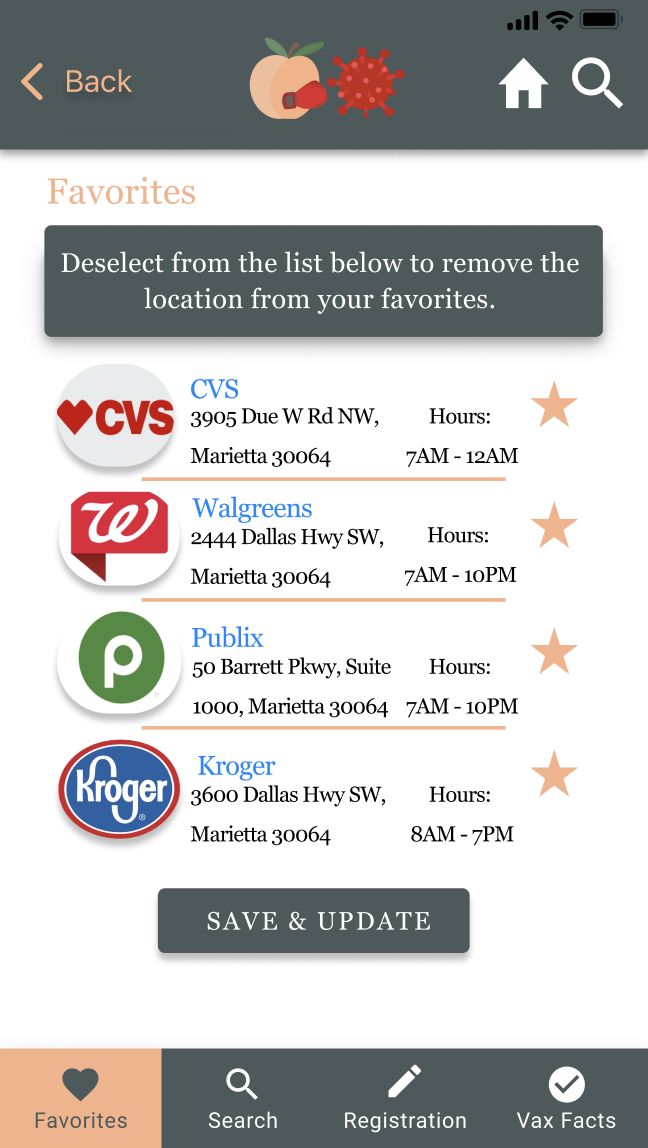 Back
Favorites
Deselect from the list below to remove the
location from your favorites.
CVS
CVS
3905 Due W Rd NW,
Marietta 30064
Hours:
7AM - 12AM
W
Walgreens
2444 Dallas Hwy SW,
Marietta 30064
Hours:
7AM - 10PM
p
Publix
50 Barrett Pkwy, Suite
1000, Marietta 30064
Hours:
7AM - 10PM
Kroger
®
Kroger
3600 Dallas Hwy SW,
Marietta 30064
Hours:
8AM - 7PM
SAVE & UPDATE
Favorites
Search
Registration
Vax Facts